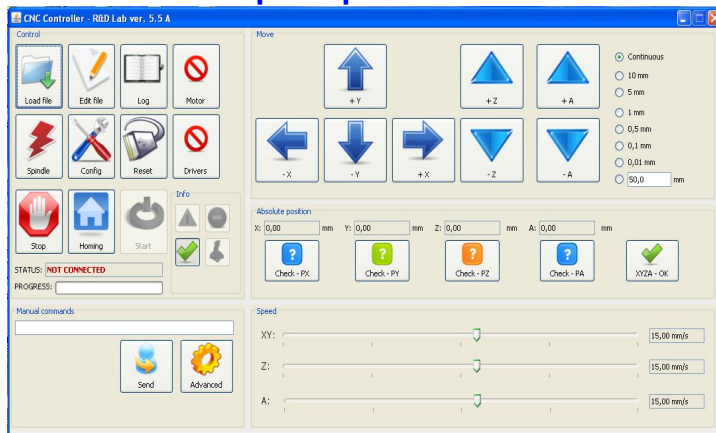 CNC Controller - R&D Lab ver. 5.5 A
Control
Load file
Edit file
Log
Motor
Spindle
Config
Reset
Drivers
Stop
Homing
Start
Info
STATUS: NOT CONNECTED
PROGRESS:
Manual commands
Send
Advanced
Move
+ Y
+ Z
+ A
- X
- Y
+ X
- Z
- A
Continuous
10 mm
5 mm
1 mm
0,5 mm
0,1 mm
0,01 mm
50,0 mm
Absolute position
X: 0,00 mm Y: 0,00 mm Z: 0,00 mm A: 0,00 mm
Check - PX
Check - PY
Check - PZ
Check - PA
XYZA - OK
Speed
XY: 15,00 mm/s
Z: 15,00 mm/s
A: 15,00 mm/s